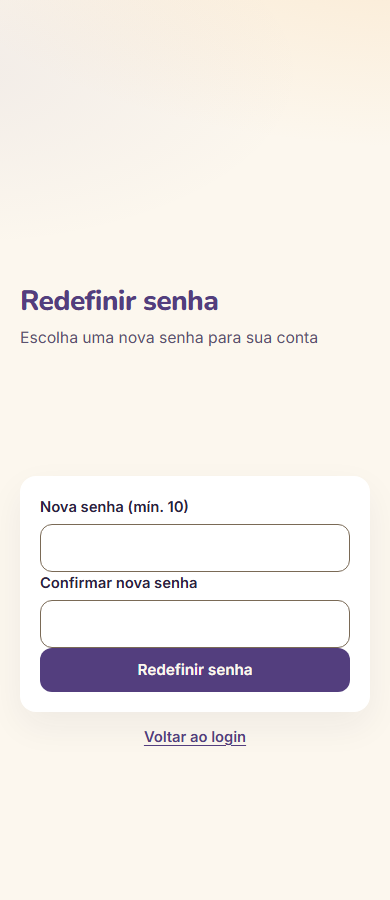 Redefinir senha
Escolha uma nova senha para sua conta
Nova senha (mín. 10)
Confirmar nova senha
Redefinir senha
Voltar ao login